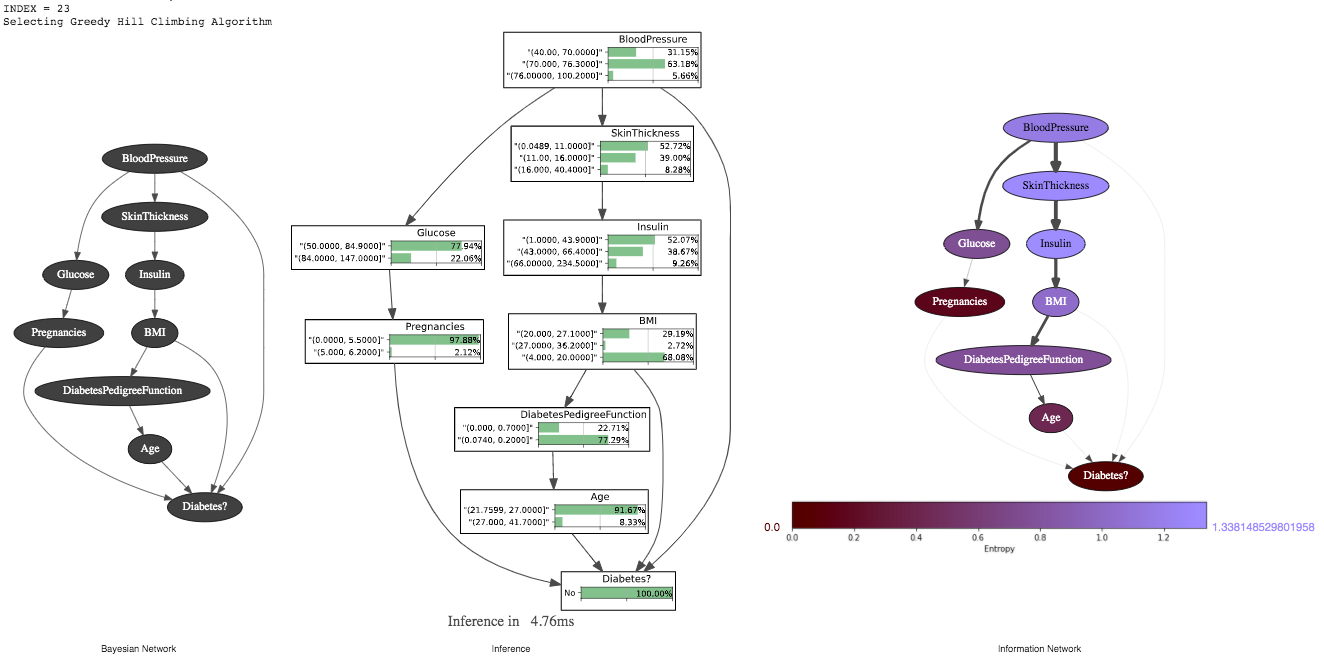 INDEX = 23
Selecting Greedy Hill Climbing Algorithm
BloodPressure
SkinThickness
Glucose
Insulin
Pregnancies
BMI
DiabetesPedigreeFunction
Age
Diabetes?
Bayesian Network
BloodPressure
"(40.00, 70.0000]" 31.15%
"(70.000, 76.3000]" 63.18%
"(76.00000, 100.2000]" 5.66%
SkinThickness
"(0.0489, 11.0000]" 52.72%
"(11.00, 16.0000]" 39.00%
"(16.000, 40.4000]" 8.28%
Glucose
"(50.0000, 84.9000]" 77.94%
"(84.0000, 147.0000]" 22.06%
Insulin
"(1.0000, 43.9000]" 52.07%
"(43.0000, 66.4000]" 38.67%
"(66.00000, 234.5000]" 9.26%
Pregnancies
"(0.0000, 5.5000]" 97.88%
"(5.000, 6.2000]" 2.12%
BMI
"(20.000, 27.1000]" 29.19%
"(27.0000, 36.2000]" 2.72%
"(4.000, 20.0000]" 68.08%
DiabetesPedigreeFunction
"(0.000, 0.7000]" 22.71%
"(0.0740, 0.2000]" 77.29%
Age
"(21.7599, 27.0000]" 91.67%
"(27.000, 41.7000]" 8.33%
Diabetes?
No 100.00%
Inference in 4.76ms
Inference
BloodPressure
SkinThickness
Glucose
Insulin
Pregnancies
BMI
DiabetesPedigreeFunction
Age
Diabetes?
0.0
1.338148529801958
0.0 0.2 0.4 0.6 0.8 1.0 1.2
Entropy
Information Network